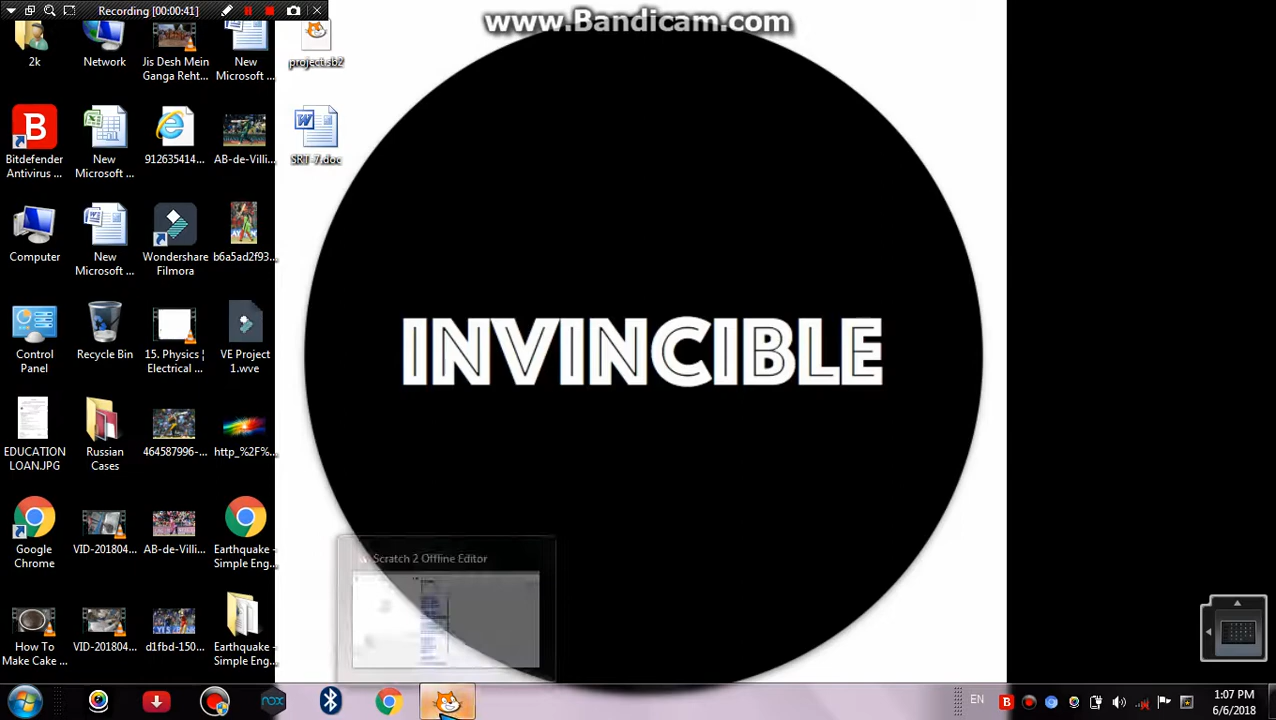 Recording [00:00:41]
www.Bandicam.com
2k
Network
Jis Desh Mein
Ganga Reht...
New
Microsoft ...
project.sb2
Bitdefender
Antivirus ...
New
Microsoft ...
912635414...
AB-de-Villi...
SRT-7.doc
Computer
New
Microsoft ...
Wondershare
Filmora
b6a5ad2f93...
INVINCIBLE
Control
Panel
Recycle Bin
15. Physics ¦
Electrical ...
VE Project
1.wve
EDUCATION
LOAN.JPG
Russian
Cases
464587996-...
http_%2F%...
Google
Chrome
VID-201804...
AB-de-Villi...
Earthquake -
Simple Eng...
Scratch 2 Offline Editor
How To
Make Cake ...
VID-201804...
Earthquake -
Simple Eng...
nox
EN
1:07 PM
6/6/2018